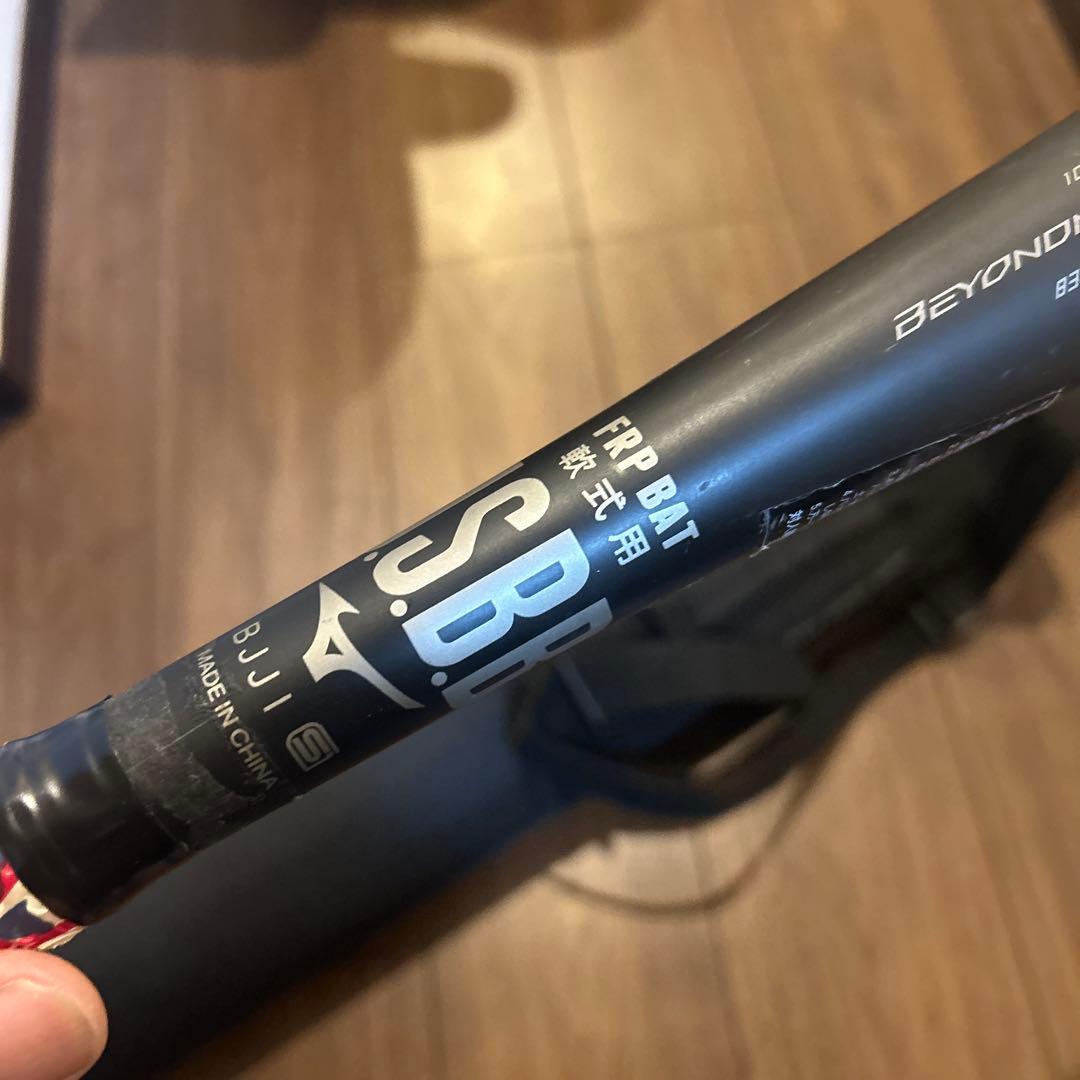 BEYOND
FRP BAT
軟式用
.S.B.B
BJJI
MADE IN CHINA